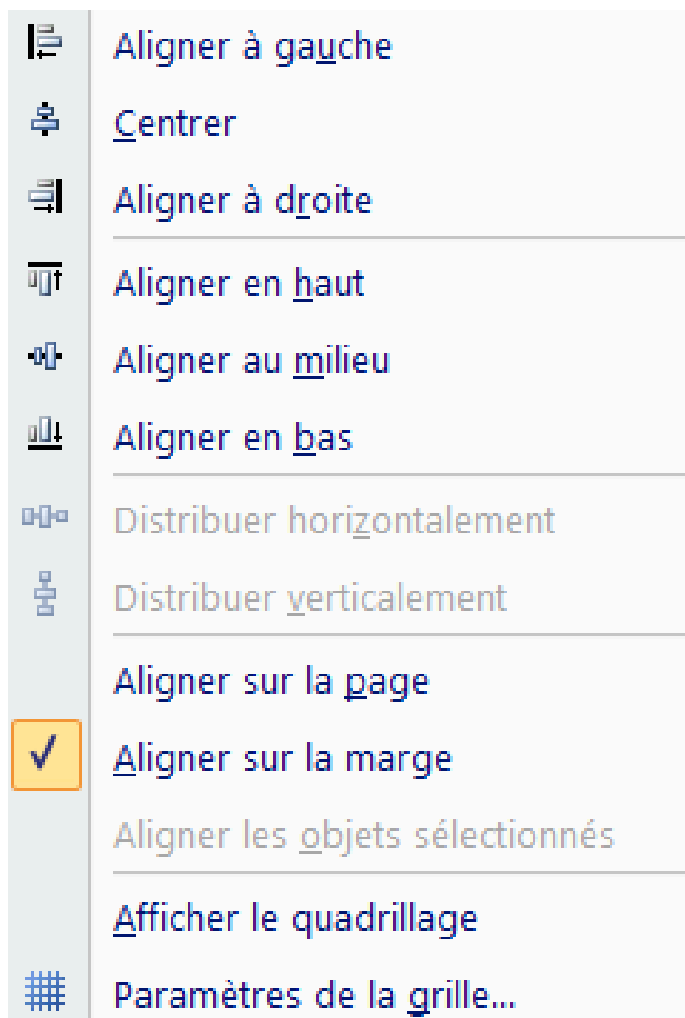 Aligner à gauche
Centrer
Aligner à droite
Aligner en haut
Aligner au milieu
Aligner en bas
Distribuer horizontalement
Distribuer verticalement
Aligner sur la page
Aligner sur la marge
Aligner les objets sélectionnés
Afficher le quadrillage
Paramètres de la grille...